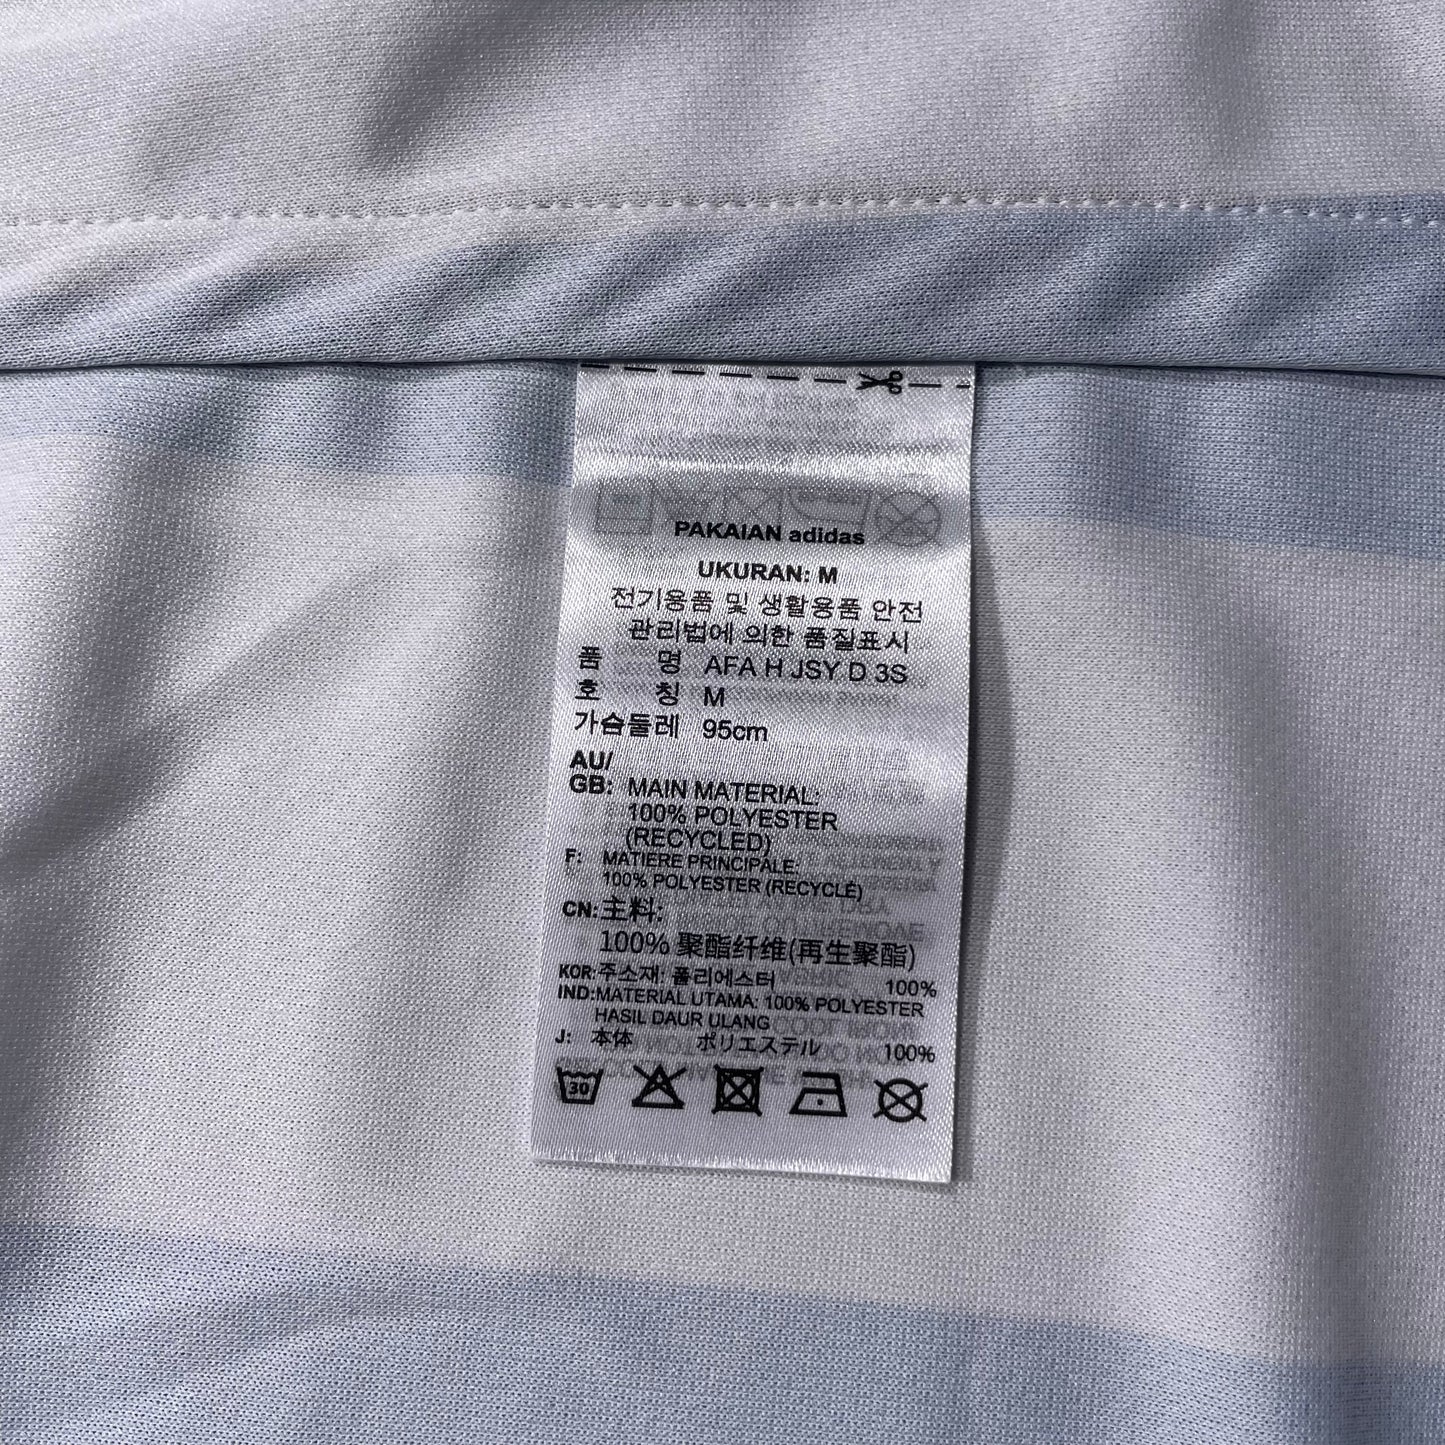 PAKAIAN adidas
UKURAN: M
전기용품 및 생활용품 안전
관리법에 의한 품질표시
품 명 AFA H JSY D 3S
호 칭 M
가슴둘레 95cm
AU/
GB: MAIN MATERIAL:
100% POLYESTER
(RECYCLED)
F: MATIERE PRINCIPALE:
100% POLYESTER (RECYCLÉ)
CN:主料:
100% 聚酯纤维(再生聚酯)
KOR:주소재: 폴리에스터 100%
IND:MATERIAL UTAMA: 100% POLYESTER
HASIL DAUR ULANG
J: 本体 ポリエステル 100%
30